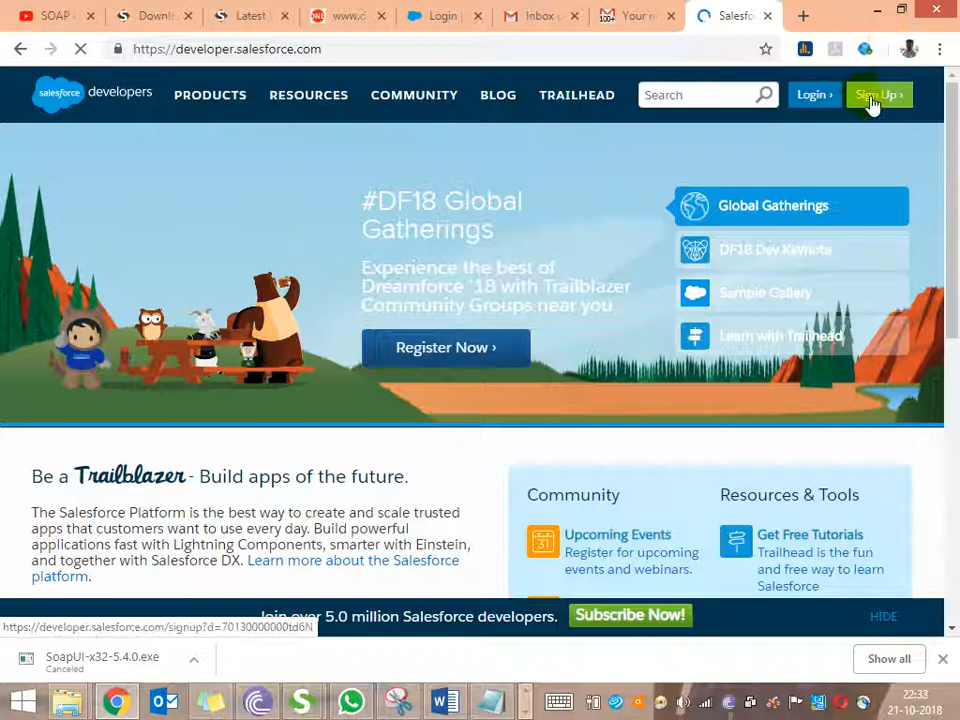 SOAP
Downl
Latest
www.d
Login
Inbox
Your
Salesfo
https://developer.salesforce.com
salesforce developers
PRODUCTS
RESOURCES
COMMUNITY
BLOG
TRAILHEAD
Search
Login ›
Sign Up ›
#DF18 Global
Gatherings
Experience the best of
Dreamforce '18 with Trailblazer
Community Groups near you
Register Now ›
Global Gatherings
DF18 Dev Keynote
Sample Gallery
Learn with Trailhead
Be a Trailblazer - Build apps of the future.
The Salesforce Platform is the best way to create and scale trusted
apps that customers want to use every day. Build powerful
applications fast with Lightning Components, smarter with Einstein,
and together with Salesforce DX. Learn more about the Salesforce
platform.
Community
Upcoming Events
Register for upcoming
events and webinars.
Resources & Tools
Get Free Tutorials
Trailhead is the fun
and free way to learn
Salesforce
Join over 5.0 million Salesforce developers.
Subscribe Now!
HIDE
https://developer.salesforce.com/signup?d=70130000000td6N
SoapUI-x32-5.4.0.exe
Canceled
Show all
22:33
21-10-2018